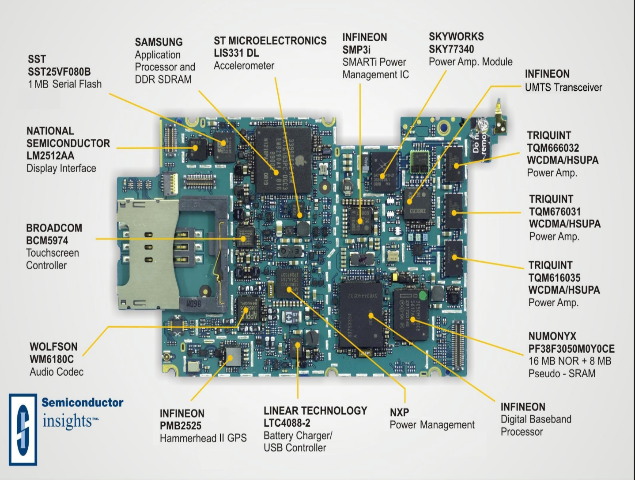 SST
SST25VF080B
1 MB Serial Flash
SAMSUNG
Application
Processor and
DDR SDRAM
ST MICROELECTRONICS
LIS331 DL
Accelerometer
INFINEON
SMP3i
SMARTi Power
Management IC
SKYWORKS
SKY77340
Power Amp. Module
INFINEON
UMTS Transceiver
NATIONAL
SEMICONDUCTOR
LM2512AA
Display Interface
Do not
remove
TRIQUINT
TQM666032
WCDMA/HSUPA
Power Amp.
TRIQUINT
TQM676031
WCDMA/HSUPA
Power Amp.
BROADCOM
BCM5974
Touchscreen
Controller
TRIQUINT
TQM616035
WCDMA/HSUPA
Power Amp.
WOLFSON
WM6180C
Audio Codec
NUMONYX
PF38F3050M0Y0CE
16 MB NOR + 8 MB
Pseudo - SRAM
INFINEON
PMB2525
Hammerhead II GPS
LINEAR TECHNOLOGY
LTC4088-2
Battery Charger/
USB Controller
NXP
Power Management
INFINEON
Digital Baseband
Processor
Semiconductor
insights™